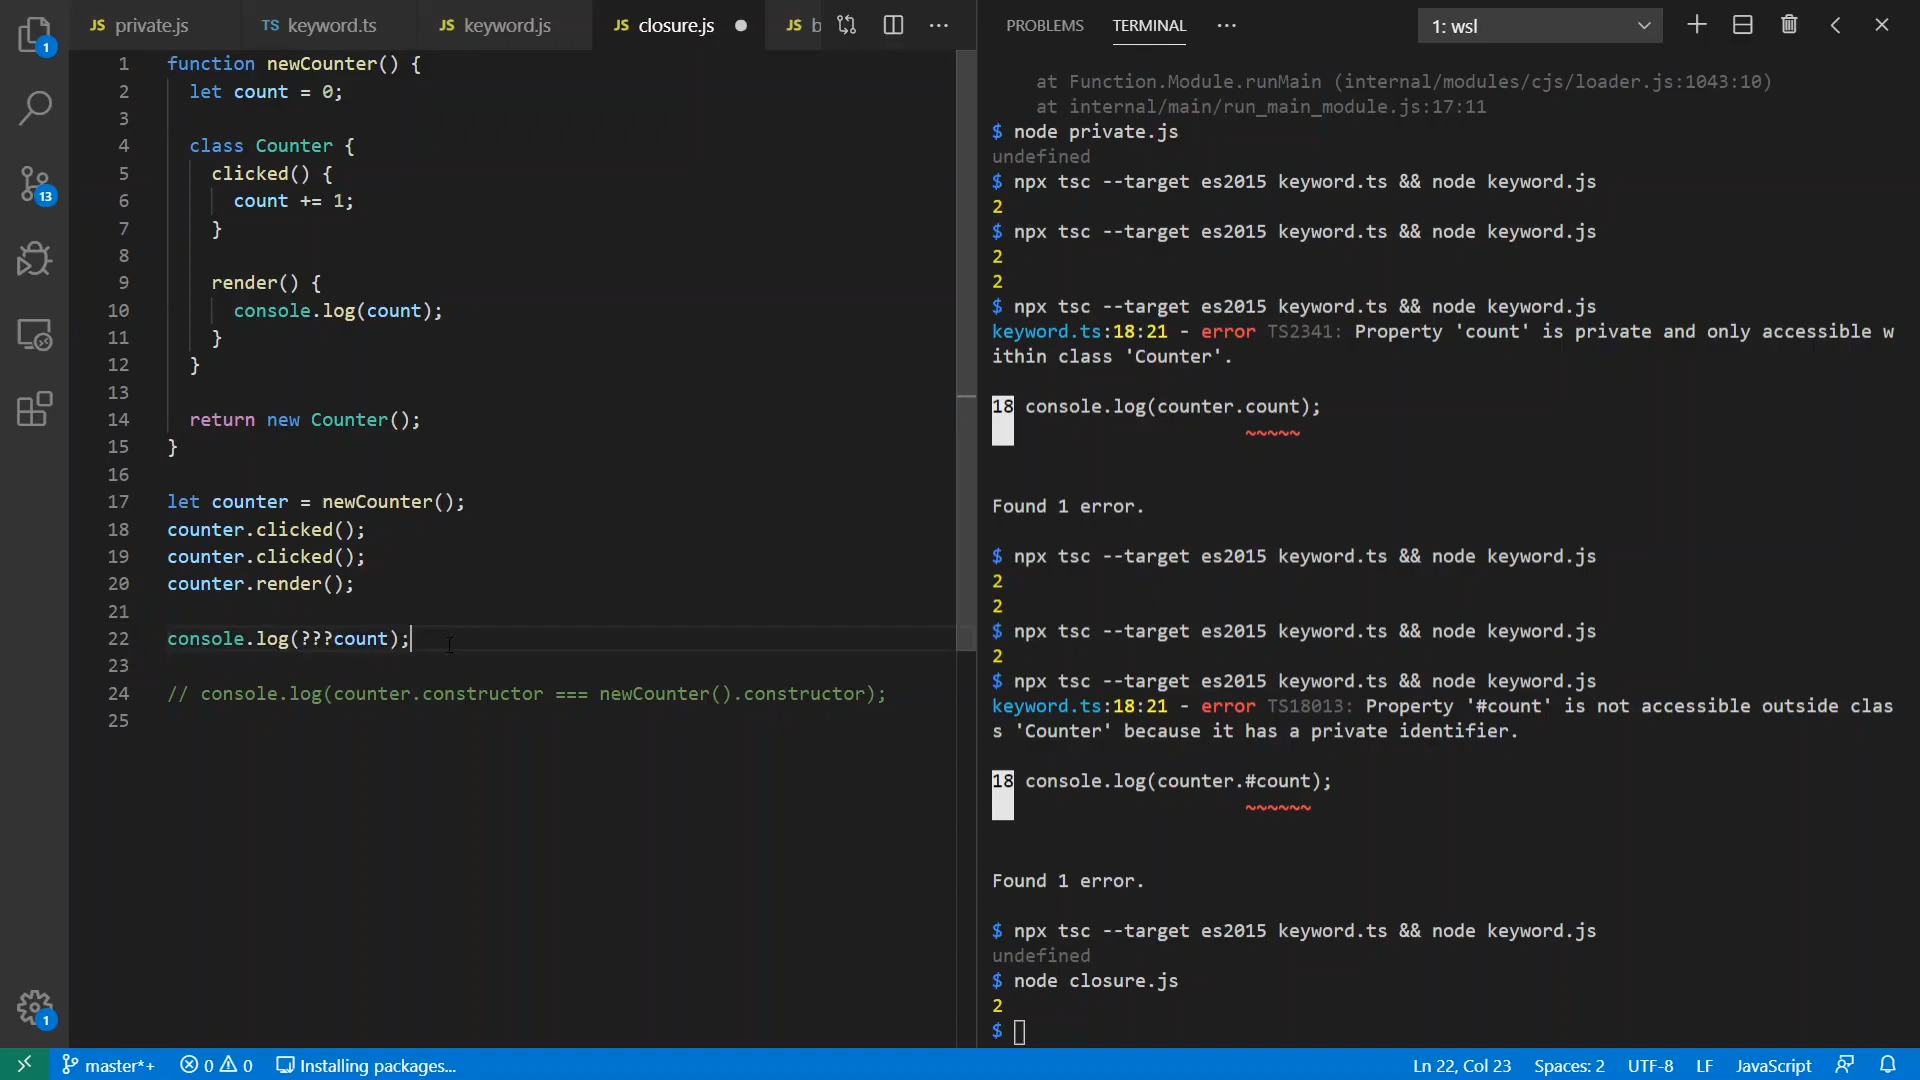 1
13
1
JS private.js
TS keyword.ts
JS keyword.js
JS closure.js
JS b
1 function newCounter() {
2 let count = 0;
3
4 class Counter {
5 clicked() {
6 count += 1;
7 }
8
9 render() {
10 console.log(count);
11 }
12 }
13
14 return new Counter();
15 }
16
17 let counter = newCounter();
18 counter.clicked();
19 counter.clicked();
20 counter.render();
21
22 console.log(???count);
23
24 // console.log(counter.constructor === newCounter().constructor);
25
PROBLEMS TERMINAL ··· 1: wsl
at Function.Module.runMain (internal/modules/cjs/loader.js:1043:10)
at internal/main/run_main_module.js:17:11
$ node private.js
undefined
$ npx tsc --target es2015 keyword.ts && node keyword.js
2
$ npx tsc --target es2015 keyword.ts && node keyword.js
2
2
$ npx tsc --target es2015 keyword.ts && node keyword.js
keyword.ts:18:21 - error TS2341: Property 'count' is private and only accessible w
ithin class 'Counter'.
18 console.log(counter.count);
~~~~~
Found 1 error.
$ npx tsc --target es2015 keyword.ts && node keyword.js
2
2
$ npx tsc --target es2015 keyword.ts && node keyword.js
2
$ npx tsc --target es2015 keyword.ts && node keyword.js
keyword.ts:18:21 - error TS18013: Property '#count' is not accessible outside clas
s 'Counter' because it has a private identifier.
18 console.log(counter.#count);
~~~~~~
Found 1 error.
$ npx tsc --target es2015 keyword.ts && node keyword.js
undefined
$ node closure.js
2
$
master*+ 0 0 Installing packages... Ln 22, Col 23 Spaces: 2 UTF-8 LF JavaScript